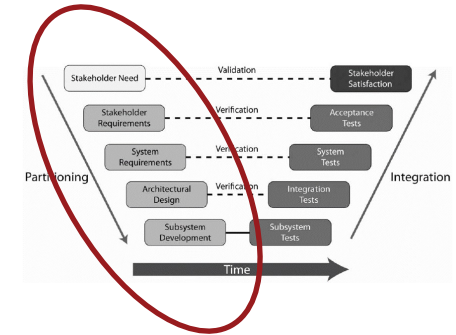 Validation
Stakeholder Need
Stakeholder
Satisfaction
Verification
Stakeholder
Requirements
Acceptance
Tests
Verification
System
Requirements
System
Tests
Partitioning
Integration
Verification
Architectural
Design
Integration
Tests
Subsystem
Development
Subsystem
Tests
Time